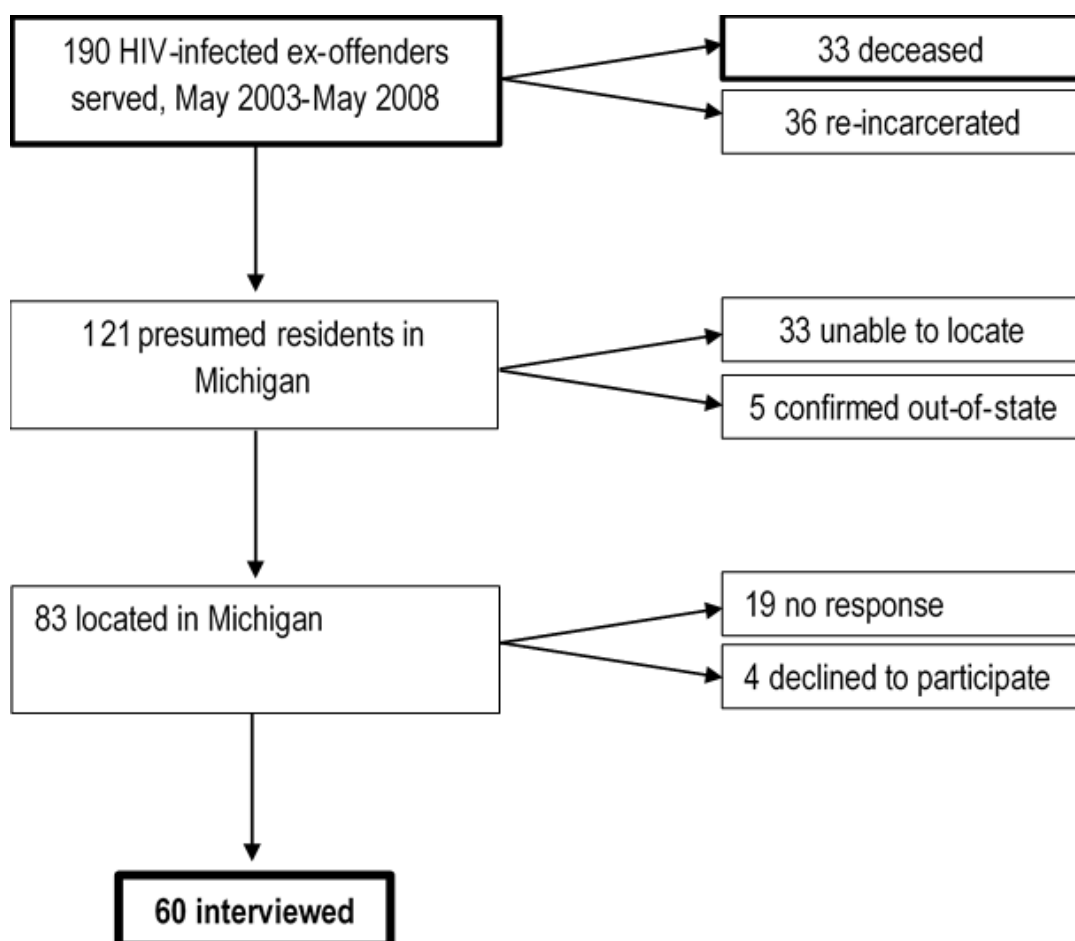 190 HIV-infected ex-offenders
served, May 2003-May 2008
33 deceased
36 re-incarcerated
121 presumed residents in
Michigan
33 unable to locate
5 confirmed out-of-state
83 located in Michigan
19 no response
4 declined to participate
60 interviewed